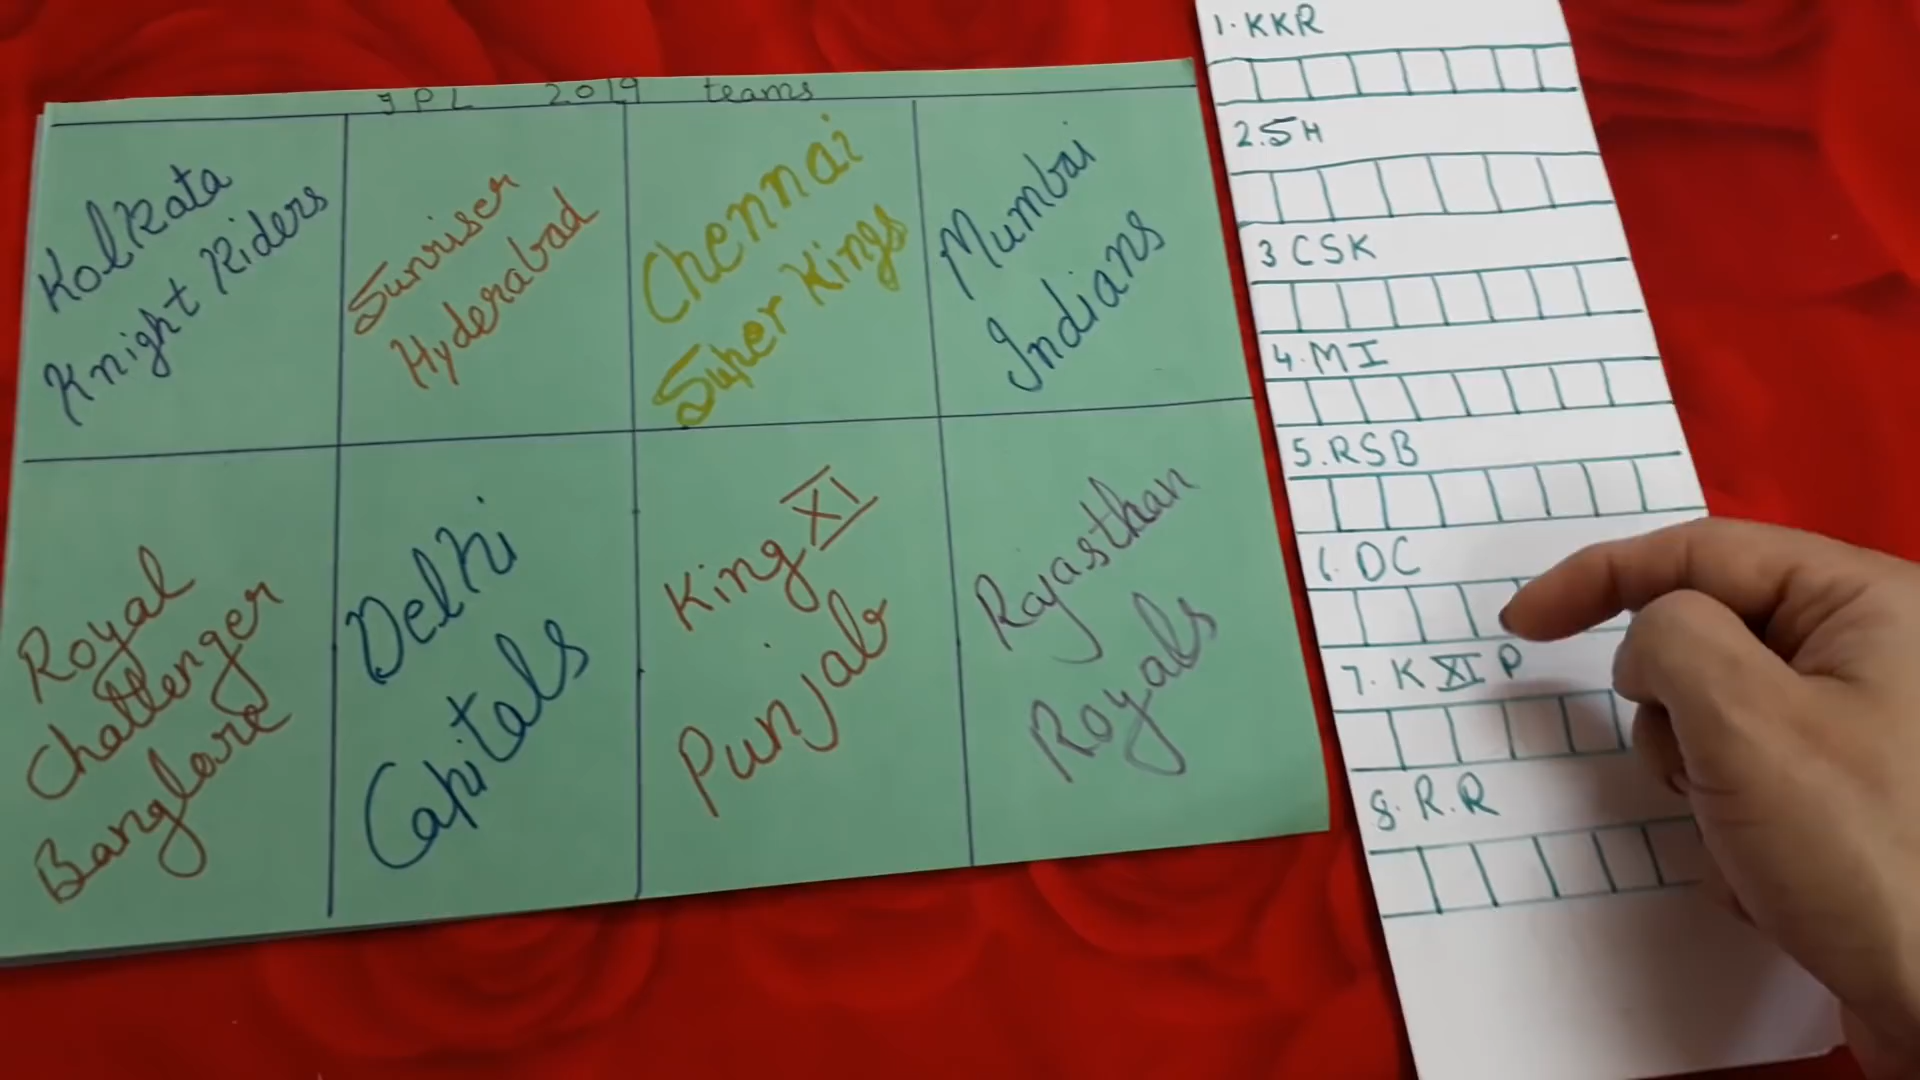 IPL 2019 teams
Kolkata
Knight Riders
Sunriser
Hyderabad
Chennai
Super Kings
Mumbai
Indians
Royal
Challenger
Banglore
Delhi
Capitals
King XI
Punjab
Rajasthan
Royals
1. KKR
2. SH
3 CSK
4. MI
5. RSB
6. DC
7. K XI P
8. R.R